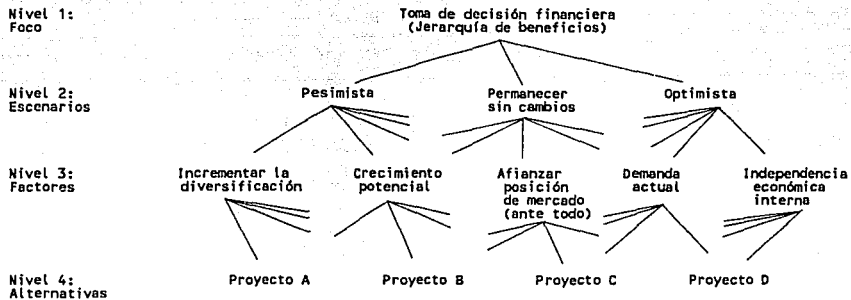 Nivel 1:
Foco
Toma de decisión financiera
(Jerarquía de beneficios)
Nivel 2:
Escenarios
Pesimista
Permanecer
sin cambios
Optimista
Nivel 3:
Factores
Incrementar la
diversificación
Crecimiento
potencial
Afianzar
posición
de mercado
(ante todo)
Demanda
actual
Independencia
económica
interna
Nivel 4:
Alternativas
Proyecto A
Proyecto B
Proyecto C
Proyecto D